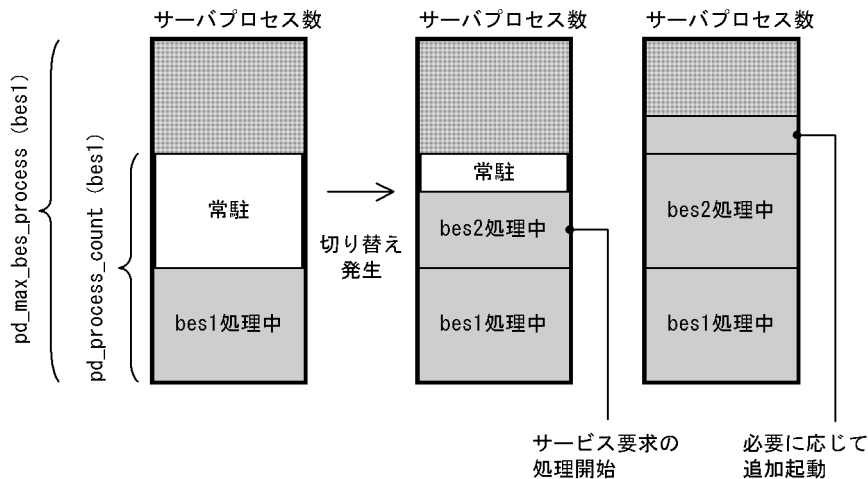 サーバプロセス数
サーバプロセス数
サーバプロセス数
pd_max_bes_process (bes1)
pd_process_count (bes1)
常駐
bes1処理中
切り替え
発生
常駐
bes2処理中
bes1処理中
bes2処理中
bes1処理中
サービス要求の
処理開始
必要に応じて
追加起動